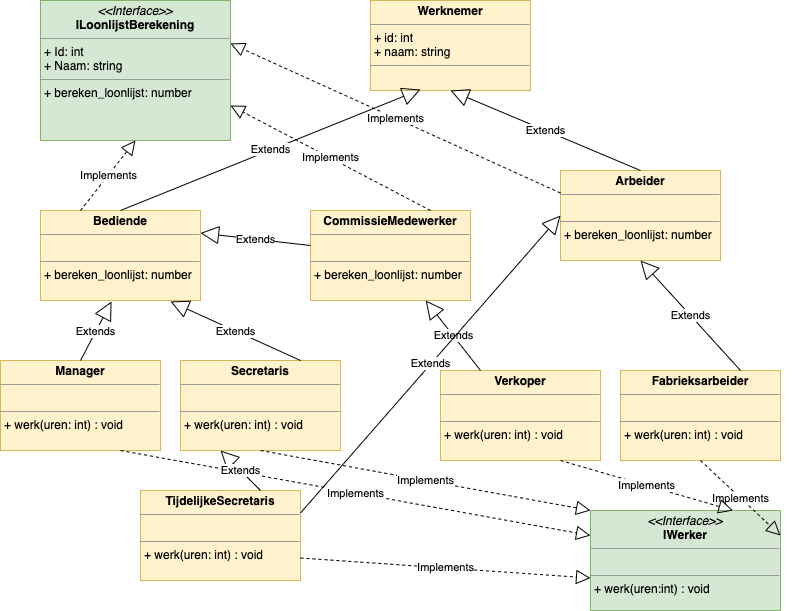 <<Interface>>
ILoonlijstBerekening
+ Id: int
+ Naam: string
+ bereken_loonlijst: number
Werknemer
+ id: int
+ naam: string
Implements
Extends
Extends
Implements
Implements
Arbeider
+ bereken_loonlijst: number
Bediende
+ bereken_loonlijst: number
Extends
CommissieMedewerker
+ bereken_loonlijst: number
Extends
Extends
Extends
Extends
Extends
Manager
+ werk(uren: int) : void
Secretaris
+ werk(uren: int) : void
Verkoper
+ werk(uren: int) : void
Fabrieksarbeider
+ werk(uren: int) : void
Extends
Implements
Implements
Implements
Implements
TijdelijkeSecretaris
+ werk(uren: int) : void
Implements
<<Interface>>
IWerker
+ werk(uren:int) : void